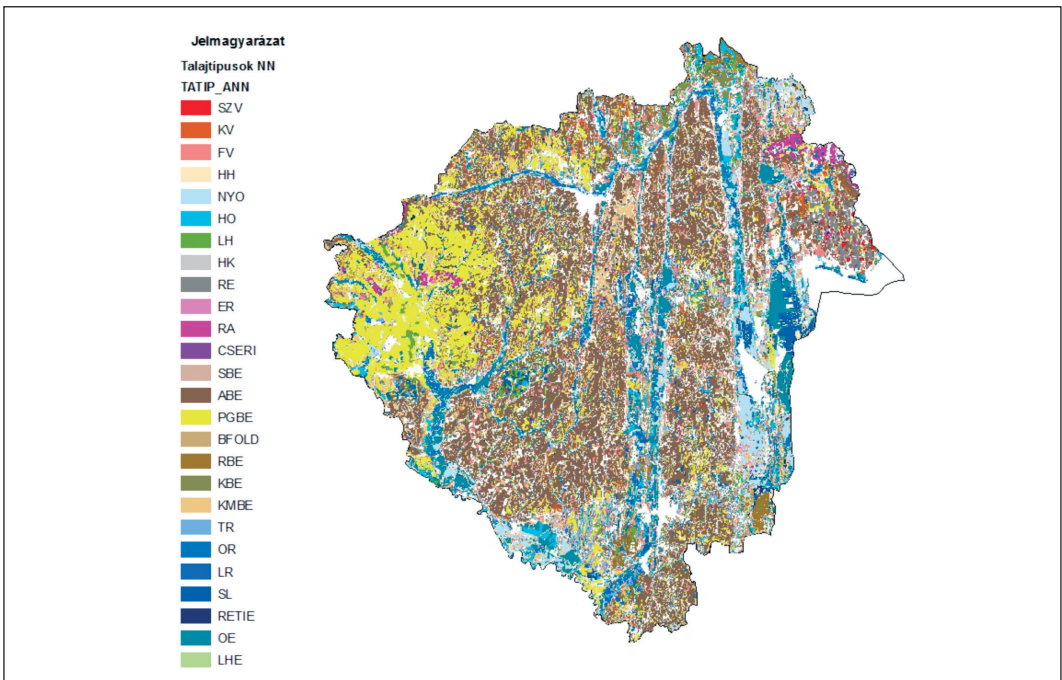 Jelmagyarázat
Talajtípusok NN
TATIP_ANN
SZV
KV
FV
HH
NYO
HO
LH
HK
RE
ER
RA
CSERI
SBE
ABE
PGBE
BFOLD
RBE
KBE
KMBE
TR
OR
LR
SL
RETIE
OE
LHE